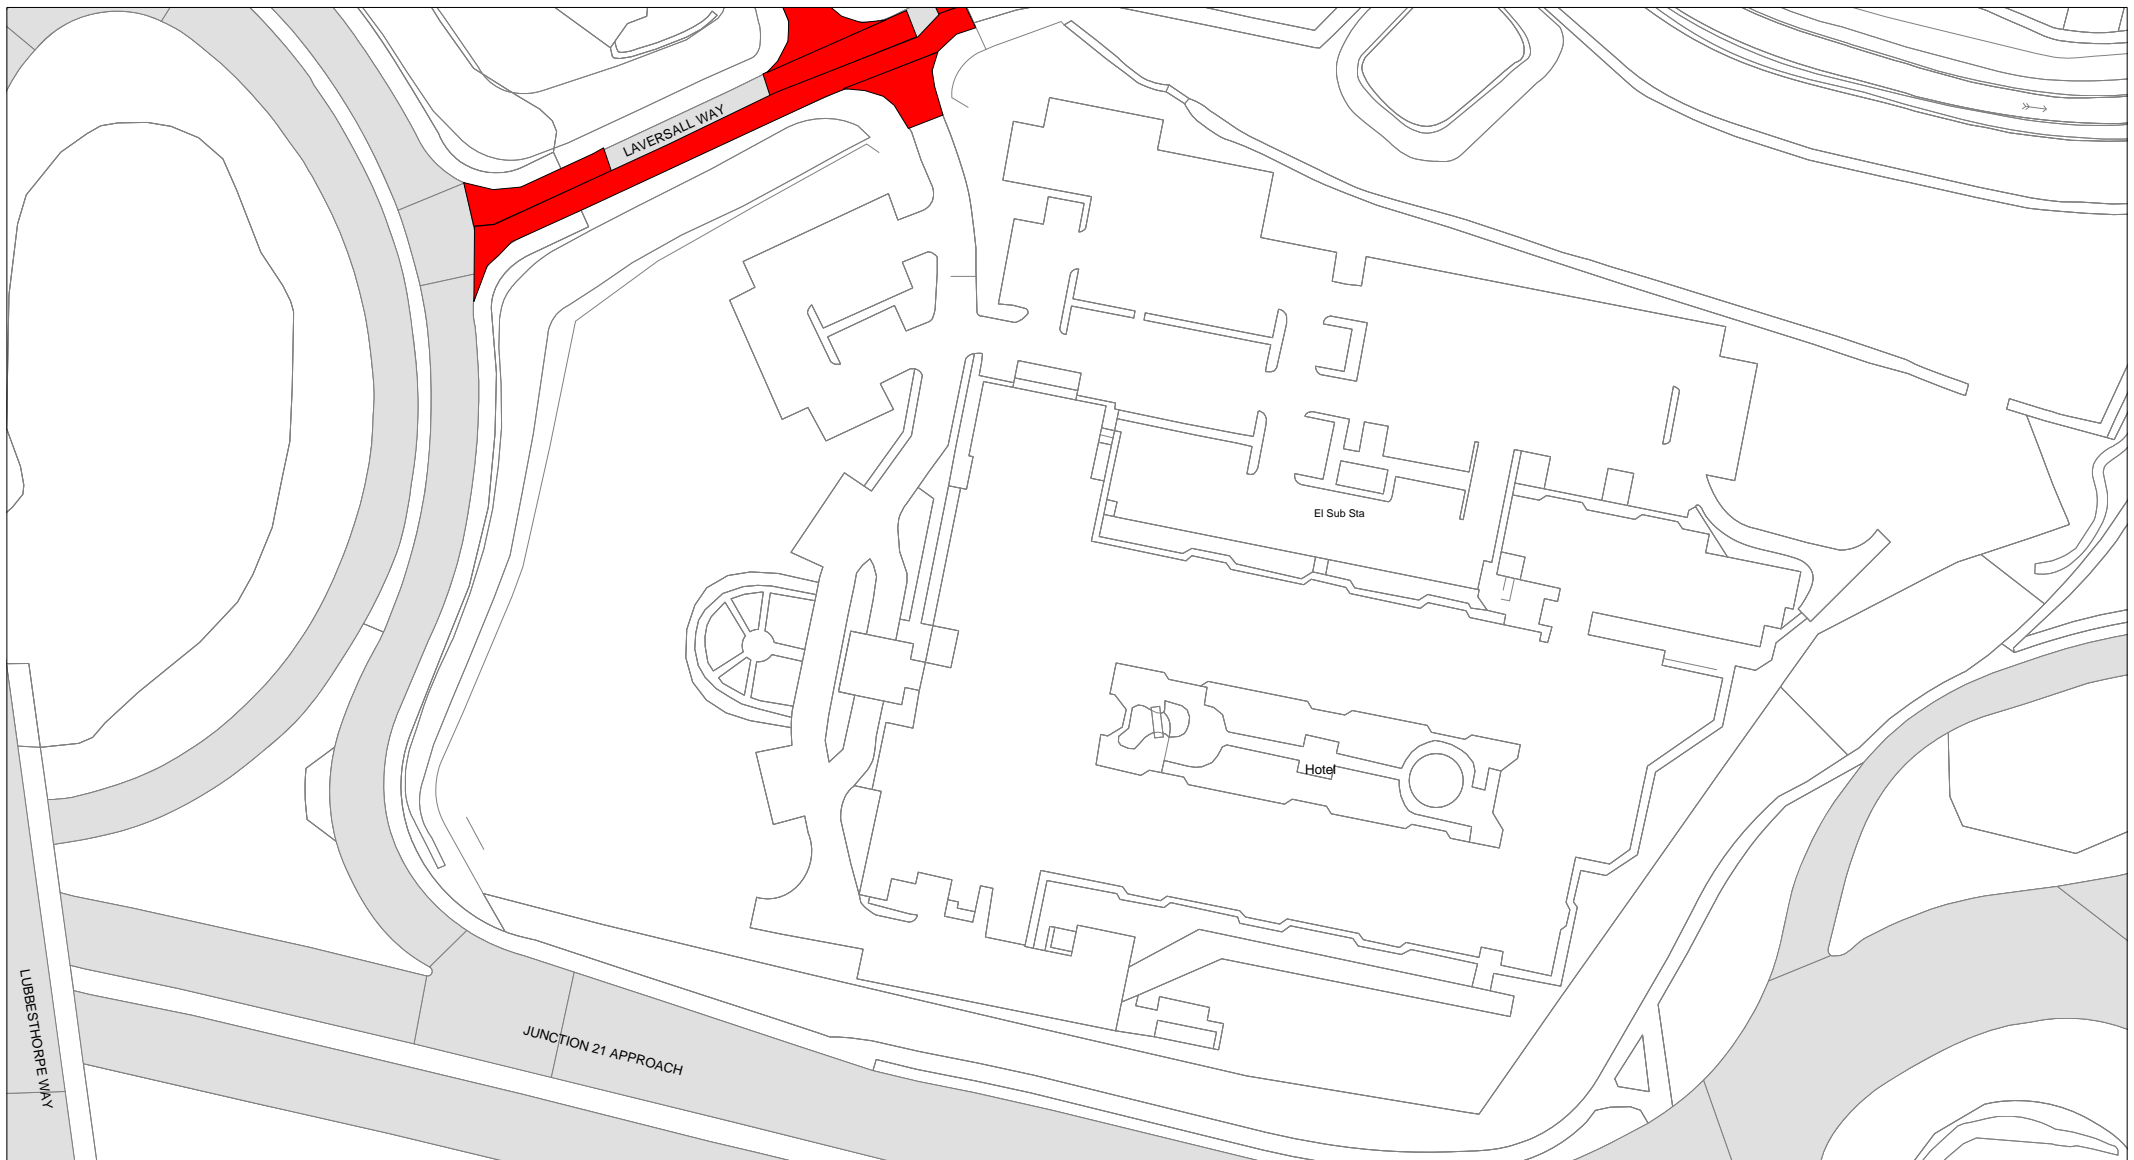 LAVERSALL WAY
El Sub Sta
Hotel
LUBBESTHORPE WAY
JUNCTION 21 APPROACH